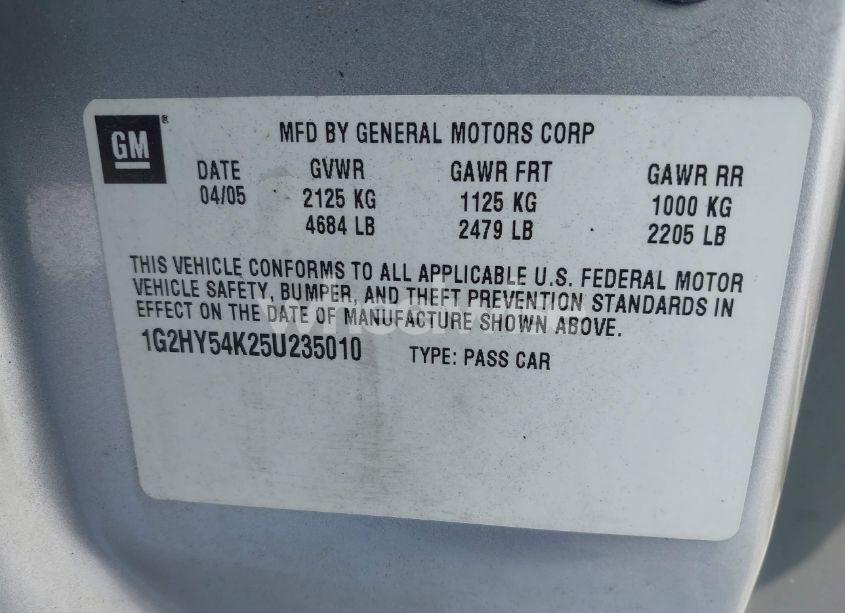 GM®
MFD BY GENERAL MOTORS CORP
DATE GVWR GAWR FRT GAWR RR
04/05 2125 KG 1125 KG 1000 KG
4684 LB 2479 LB 2205 LB
THIS VEHICLE CONFORMS TO ALL APPLICABLE U.S. FEDERAL MOTOR
VEHICLE SAFETY, BUMPER, AND THEFT PREVENTION STANDARDS IN
EFFECT ON THE DATE OF MANUFACTURE SHOWN ABOVE.
1G2HY54K25U235010 TYPE: PASS CAR